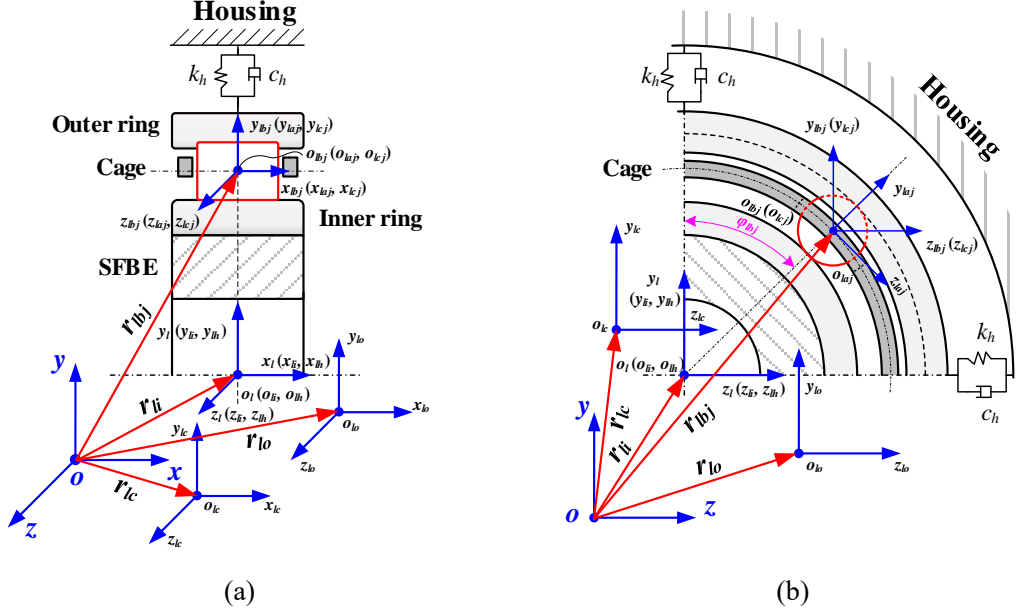 Housing
k_h
c_h
Outer ring
y_lbj (y_laj, y_lcj)
Cage
o_lbj (o_laj, o_lcj)
x_lbj (x_laj, x_lcj)
z_lbj (z_laj, z_lcj)
Inner ring
SFBE
r_lbj
y_l (y_li, y_lh)
x_l (x_li, x_lh)
y_lo
y
o_l (o_li, o_lh)
z_l (z_li, z_lh)
r_li
x_lo
r_lo
o_lo
y_lc
z_lo
o
x
r_lc
z
o_lc
x_lc
z_lc
(a)
k_h
c_h
Housing
y_lbj (y_lcj)
Cage
y_laj
o_lbj (o_lcj)
φ_lbj
z_lbj (z_lcj)
y_lc
o_laj
z_laj
y_l
(y_li, y_lh)
o_lc
z_lc
k_h
o_l (o_li, o_lh)
z_l (z_li, z_lh)
y_lo
c_h
r_lc
r_li
r_lbj
y
r_lo
o_lo
z_lo
o
z
(b)